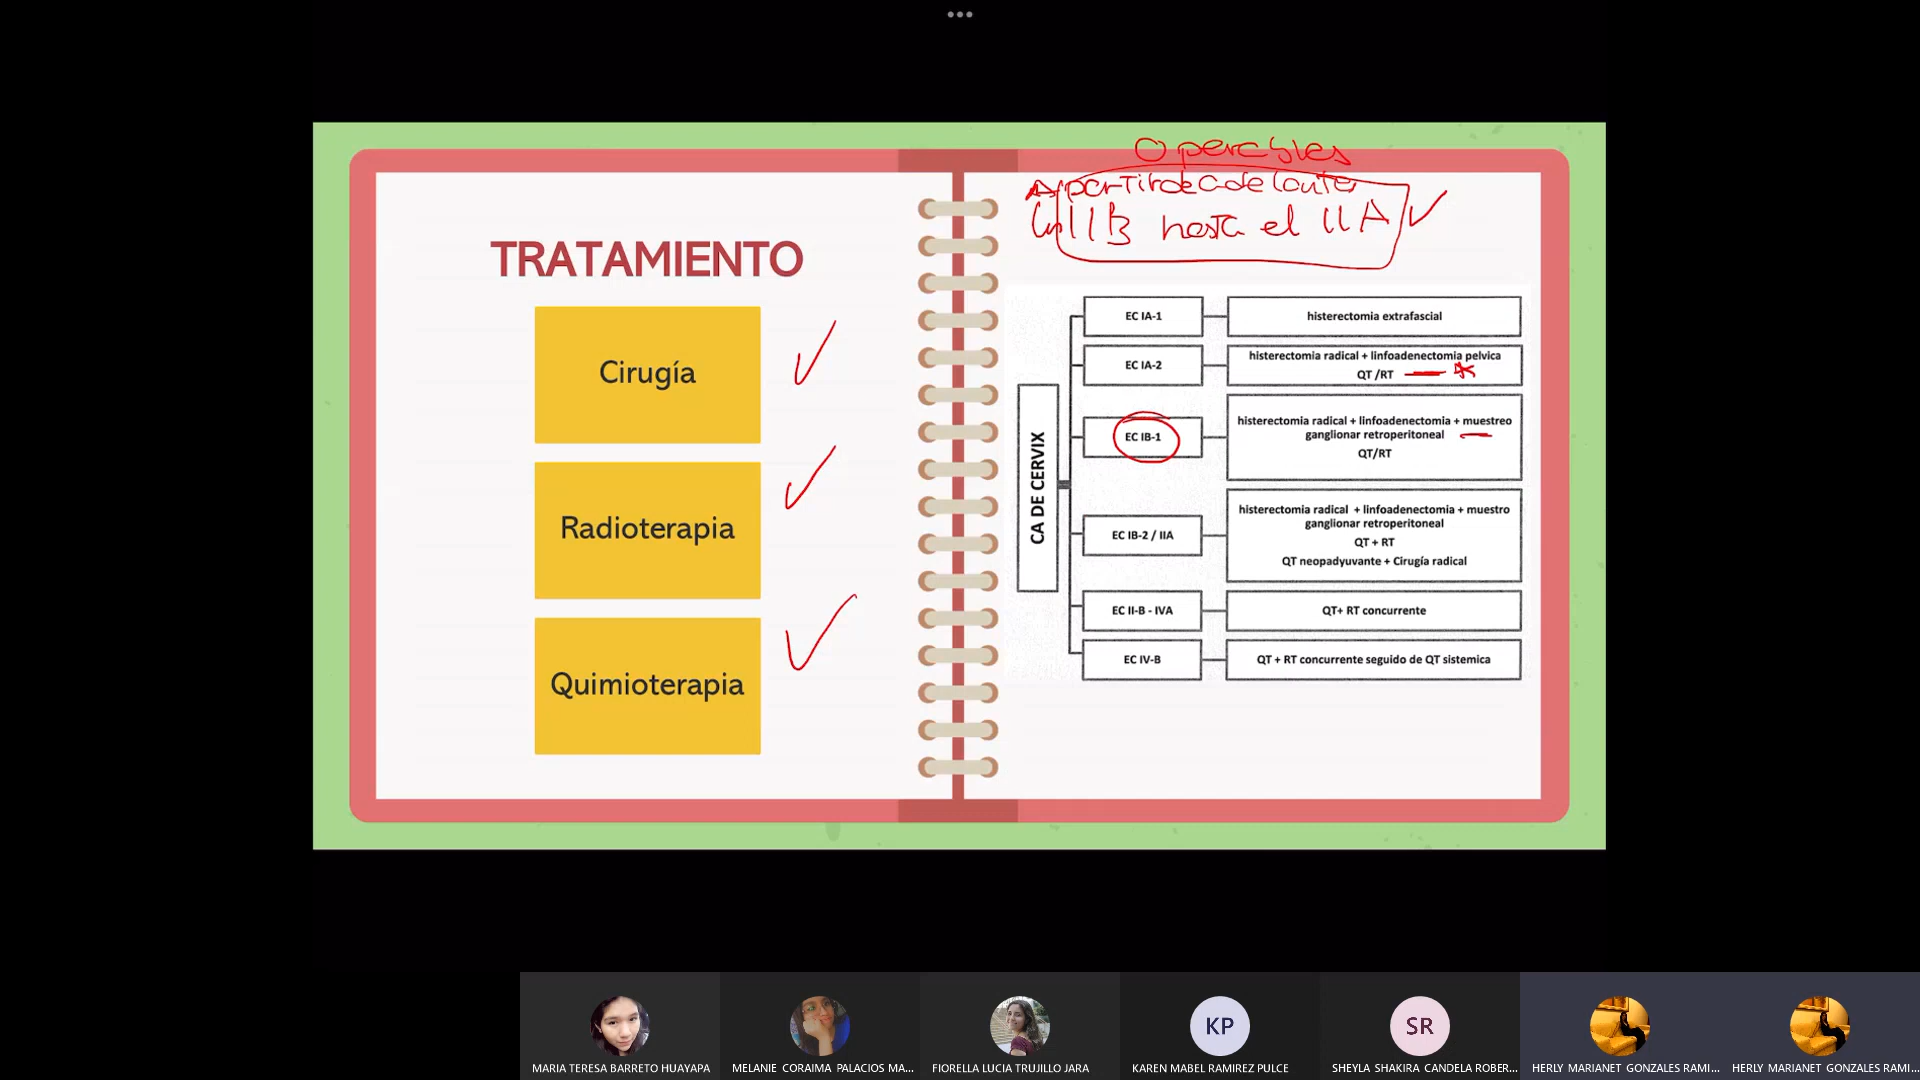 TRATAMIENTO
Cirugía
Radioterapia
Quimioterapia
Operables
A partir de adelante
IIB hasta el IIA
CA DE CERVIX
EC IA-1
histerectomia extrafascial
EC IA-2
histerectomia radical + linfoadenectomia pelvica
QT /RT
EC IB-1
histerectomia radical + linfoadenectomia + muestreo
ganglionar retroperitoneal
QT/RT
EC IB-2 / IIA
histerectomia radical + linfoadenectomia + muestro
ganglionar retroperitoneal
QT + RT
QT neopadyuvante + Cirugía radical
EC II-B - IVA
QT+ RT concurrente
EC IV-B
QT + RT concurrente seguido de QT sistemica
MARIA TERESA BARRETO HUAYAPA
MELANIE CORAIMA PALACIOS MA...
FIORELLA LUCIA TRUJILLO JARA
KP
KAREN MABEL RAMIREZ PULCE
SR
SHEYLA SHAKIRA CANDELA ROBER...
HERLY MARIANET GONZALES RAMI...
HERLY MARIANET GONZALES RAMI...